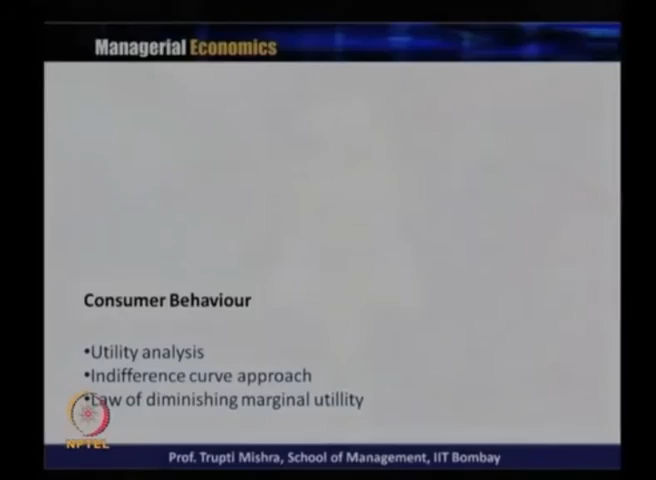 Managerial Economics
Consumer Behaviour
•Utility analysis
•Indifference curve approach
•Law of diminishing marginal utillity
NPTEL
Prof. Trupti Mishra, School of Management, IIT Bombay